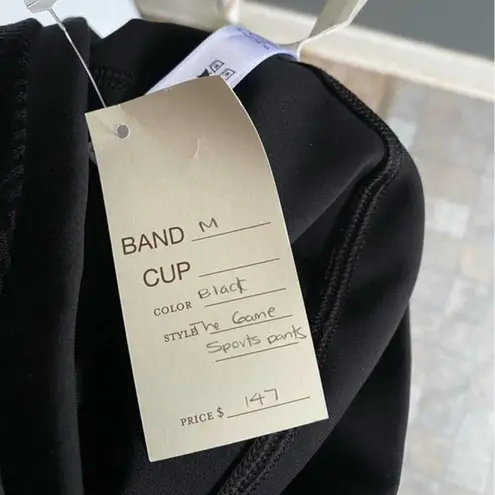 BAND M
CUP
COLOR Black
STYLE The Game
Sports pants
PRICE $ 147